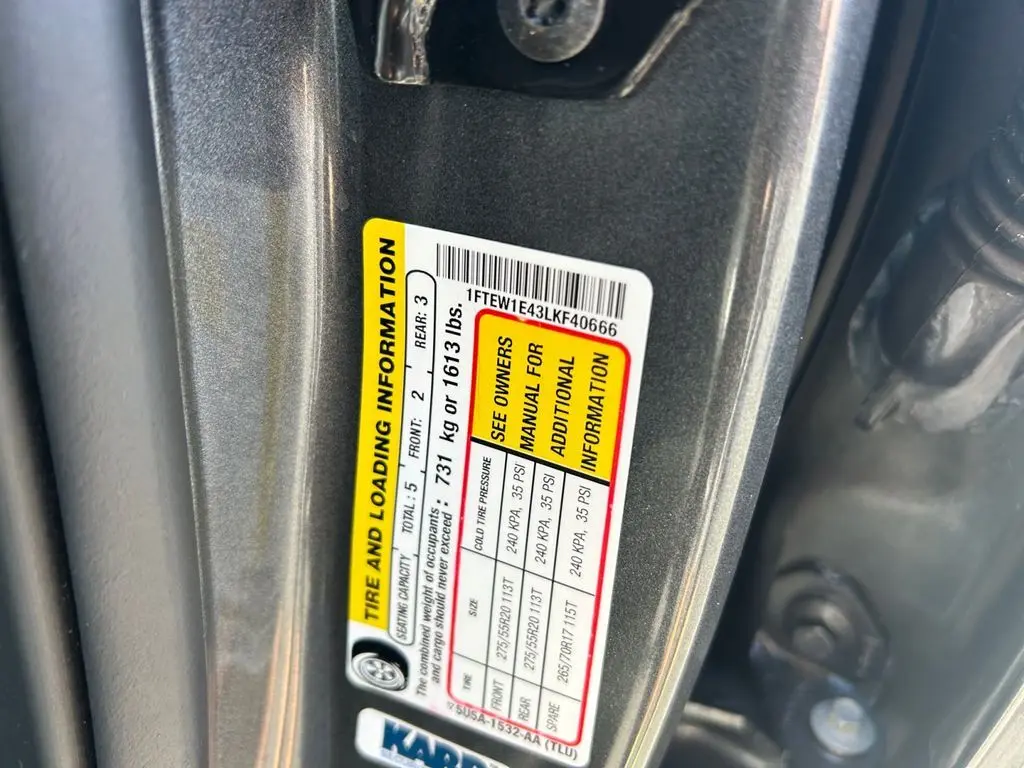 TIRE AND LOADING INFORMATION
SEATING CAPACITY TOTAL : 5 FRONT: 2 REAR: 3
The combined weight of occupants and cargo should never exceed : 731 kg or 1613 lbs.
1FTEW1E43LKF40666
TIRE SIZE COLD TIRE PRESSURE
FRONT 275/55R20 113T 240 KPA, 35 PSI
REAR 275/55R20 113T 240 KPA, 35 PSI
SPARE 265/70R17 115T 240 KPA, 35 PSI
SEE OWNERS
MANUAL FOR
ADDITIONAL
INFORMATION
5U5A-1532-AA (TLU)